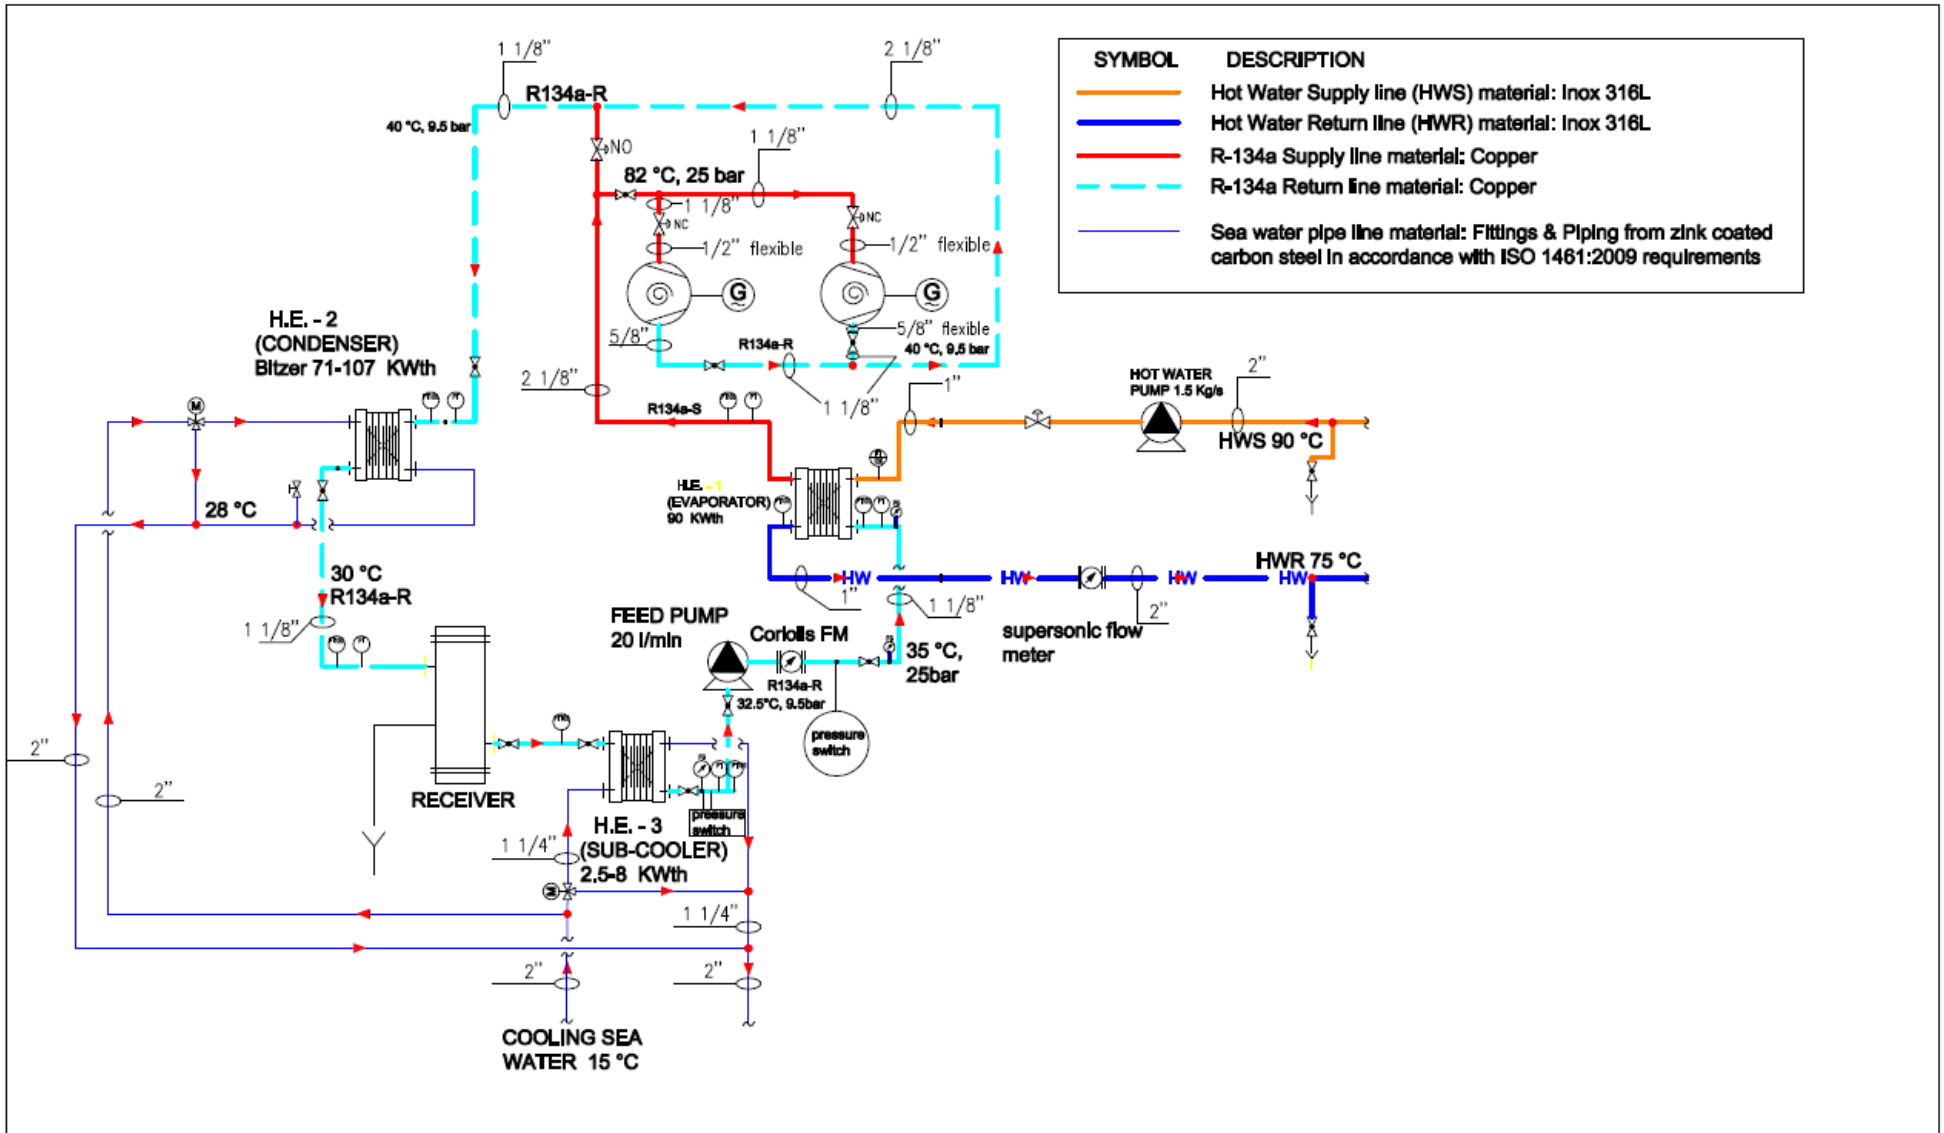 1 1/8"
2 1/8"
R134a-R
40 °C, 9.5 bar
NO
1 1/8"
82 °C, 25 bar
1 1/8"
NC
NC
1/2" flexible
1/2" flexible
G
G
5/8"
5/8" flexible
R134a-R
40 °C, 9.5 bar
1 1/8"
2 1/8"
R134a-S
SYMBOL DESCRIPTION
Hot Water Supply line (HWS) material: Inox 316L
Hot Water Return line (HWR) material: Inox 316L
R-134a Supply line material: Copper
R-134a Return line material: Copper
Sea water pipe line material: Fittings & Piping from zink coated
carbon steel in accordance with ISO 1461:2009 requirements
H.E. - 2
(CONDENSER)
Bitzer 71-107 KWth
M
28 °C
30 °C
R134a-R
1 1/8"
1"
HOT WATER
PUMP 1.5 Kg/s
2"
HWS 90 °C
H.E. - 1
(EVAPORATOR)
90 KWth
HW
HW
HW
HW
HWR 75 °C
1"
1 1/8"
2"
supersonic flow
meter
FEED PUMP
20 l/min
Coriolis FM
35 °C,
25bar
R134a-R
32.5°C, 9.5bar
pressure
switch
RECEIVER
pressure
switch
H.E. - 3
(SUB-COOLER)
2,5-8 KWth
1 1/4"
M
1 1/4"
2"
2"
2"
2"
COOLING SEA
WATER 15 °C